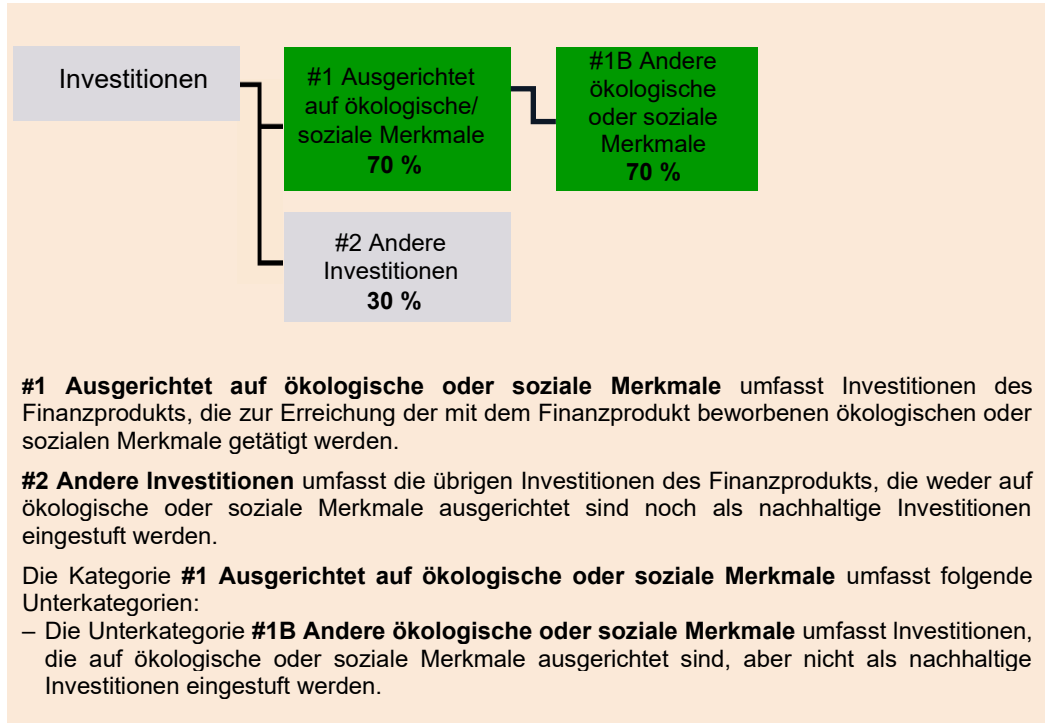 Investitionen
#1 Ausgerichtet
auf ökologische/
soziale Merkmale
70 %
#1B Andere
ökologische
oder soziale
Merkmale
70 %
#2 Andere
Investitionen
30 %
#1 Ausgerichtet auf ökologische oder soziale Merkmale umfasst Investitionen des
Finanzprodukts, die zur Erreichung der mit dem Finanzprodukt beworbenen ökologischen oder
sozialen Merkmale getätigt werden.
#2 Andere Investitionen umfasst die übrigen Investitionen des Finanzprodukts, die weder auf
ökologische oder soziale Merkmale ausgerichtet sind noch als nachhaltige Investitionen
eingestuft werden.
Die Kategorie #1 Ausgerichtet auf ökologische oder soziale Merkmale umfasst folgende
Unterkategorien:
– Die Unterkategorie #1B Andere ökologische oder soziale Merkmale umfasst Investitionen,
die auf ökologische oder soziale Merkmale ausgerichtet sind, aber nicht als nachhaltige
Investitionen eingestuft werden.